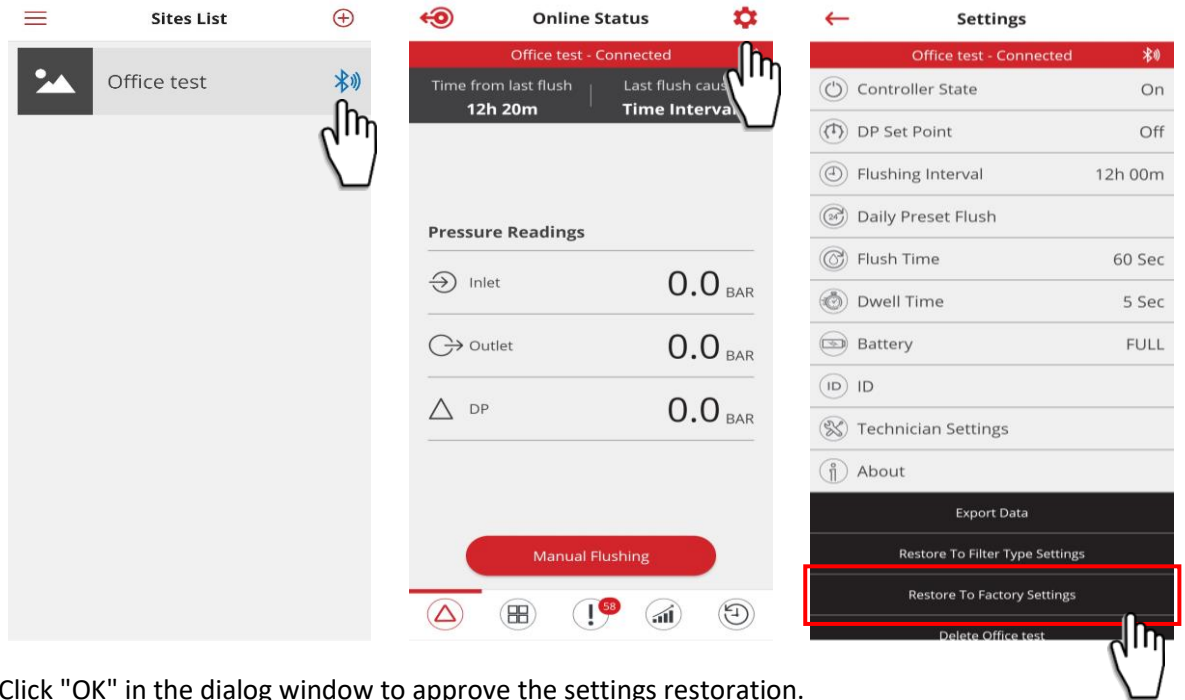 Sites List
Office test
Online Status
Office test - Connected
Time from last flush
12h 20m
Last flush
Time Interval
Pressure Readings
Inlet 0.0 BAR
Outlet 0.0 BAR
DP 0.0 BAR
Manual Flushing
58
Settings
Office test - Connected
Controller State On
DP Set Point Off
Flushing Interval 12h 00m
24
Daily Preset Flush
Flush Time 60 Sec
Dwell Time 5 Sec
Battery FULL
ID ID
Technician Settings
About
Export Data
Restore To Filter Type Settings
Restore To Factory Settings
Delete Office test
Click "OK" in the dialog window to approve the settings restoration.